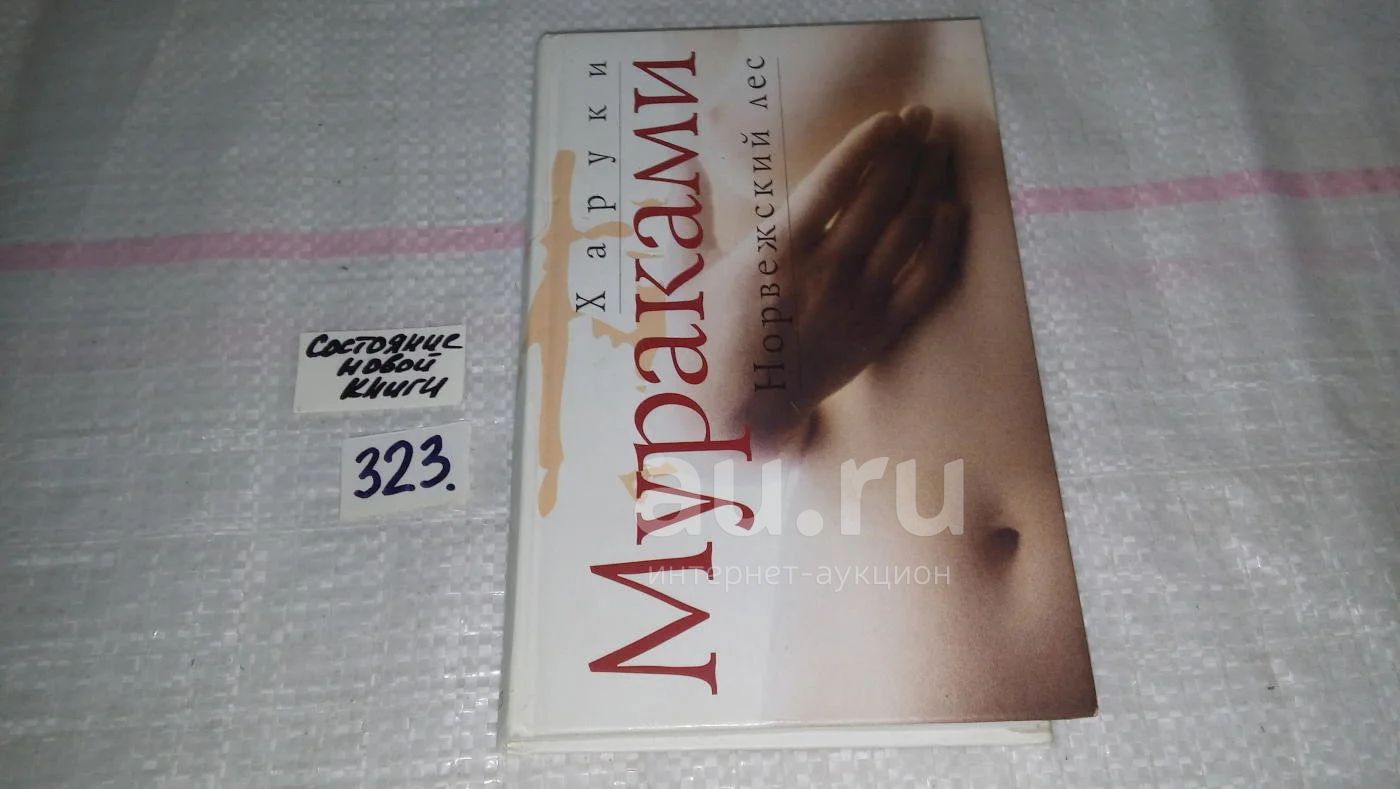 Харуки
Мураками
Норвежский лес
Состояние
новой
книги
323.
au.ru
интернет-аукцион